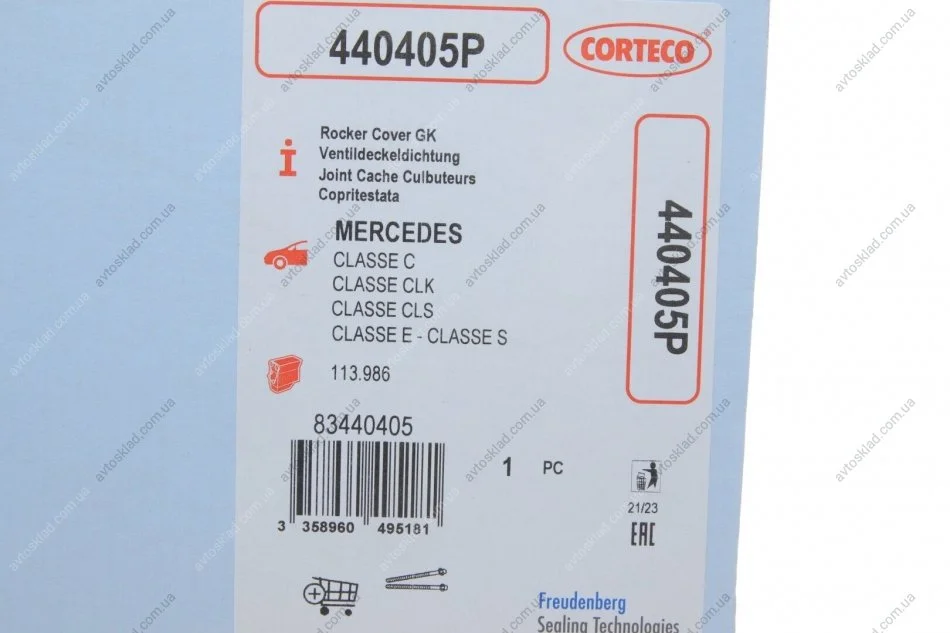 440405P
CORTECO
Rocker Cover GK
Ventildeckeldichtung
Joint Cache Culbuteurs
Copritestata
MERCEDES
CLASSE C
CLASSE CLK
CLASSE CLS
CLASSE E - CLASSE S
113.986
440405P
83440405
3 358960 495181
1 PC
21/23
EAC
Freudenberg
Sealing Technologies
avtosklad.com.ua